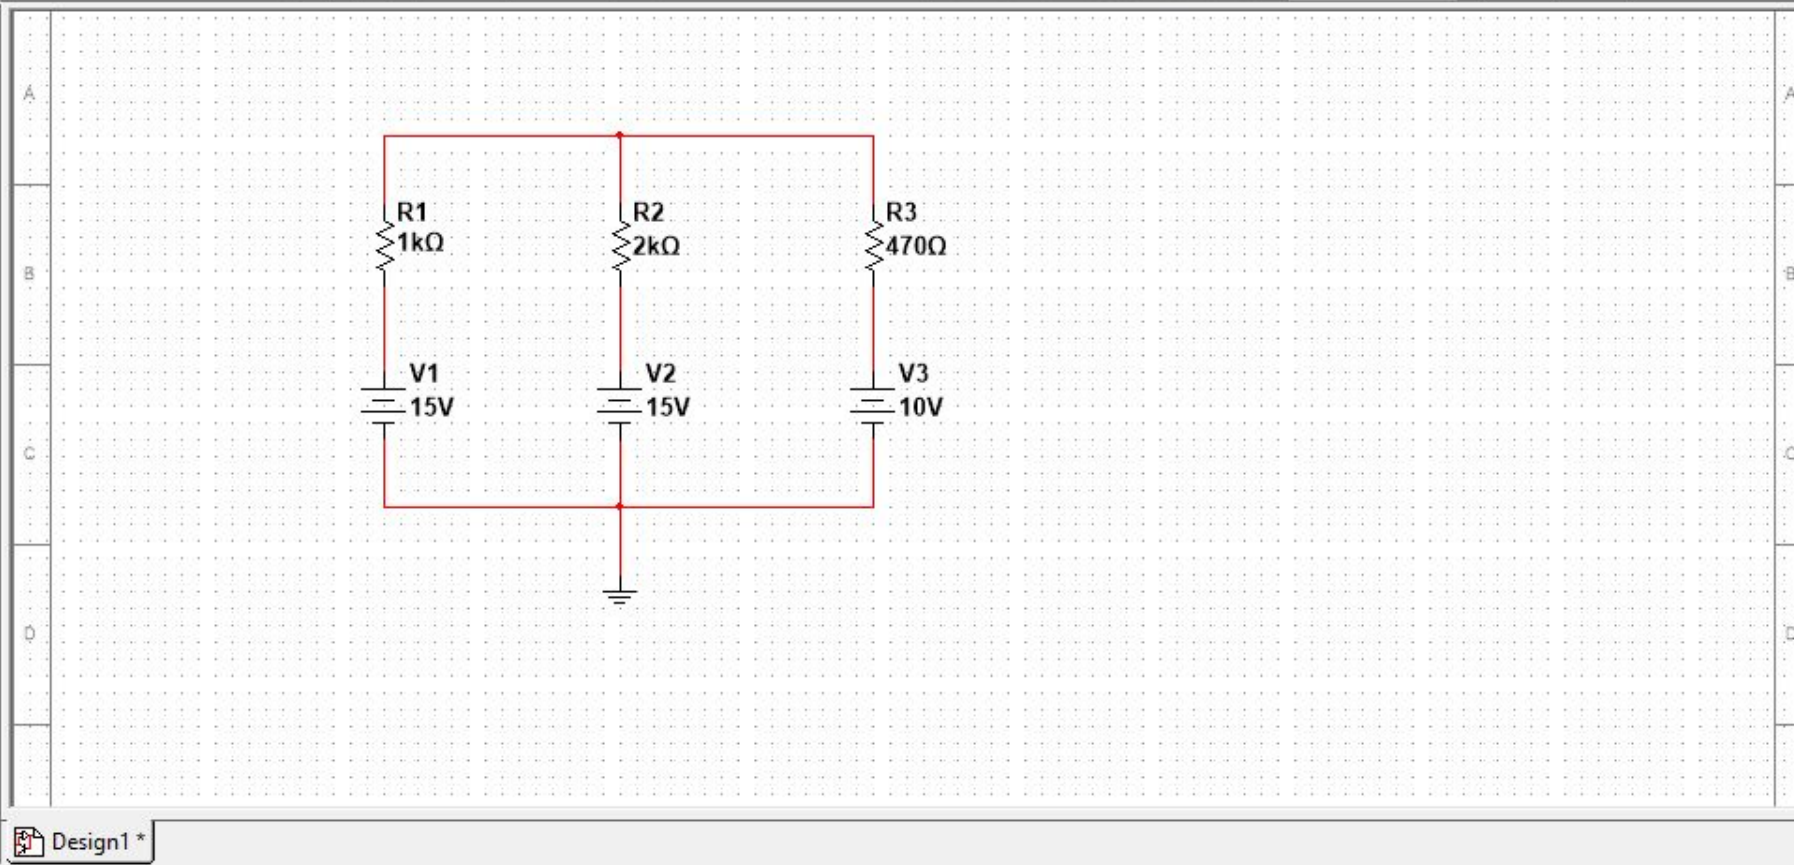 A
A
R1
1kΩ
R2
2kΩ
R3
470Ω
B
B
V1
15V
V2
15V
V3
10V
C
C
D
D
Design1 *